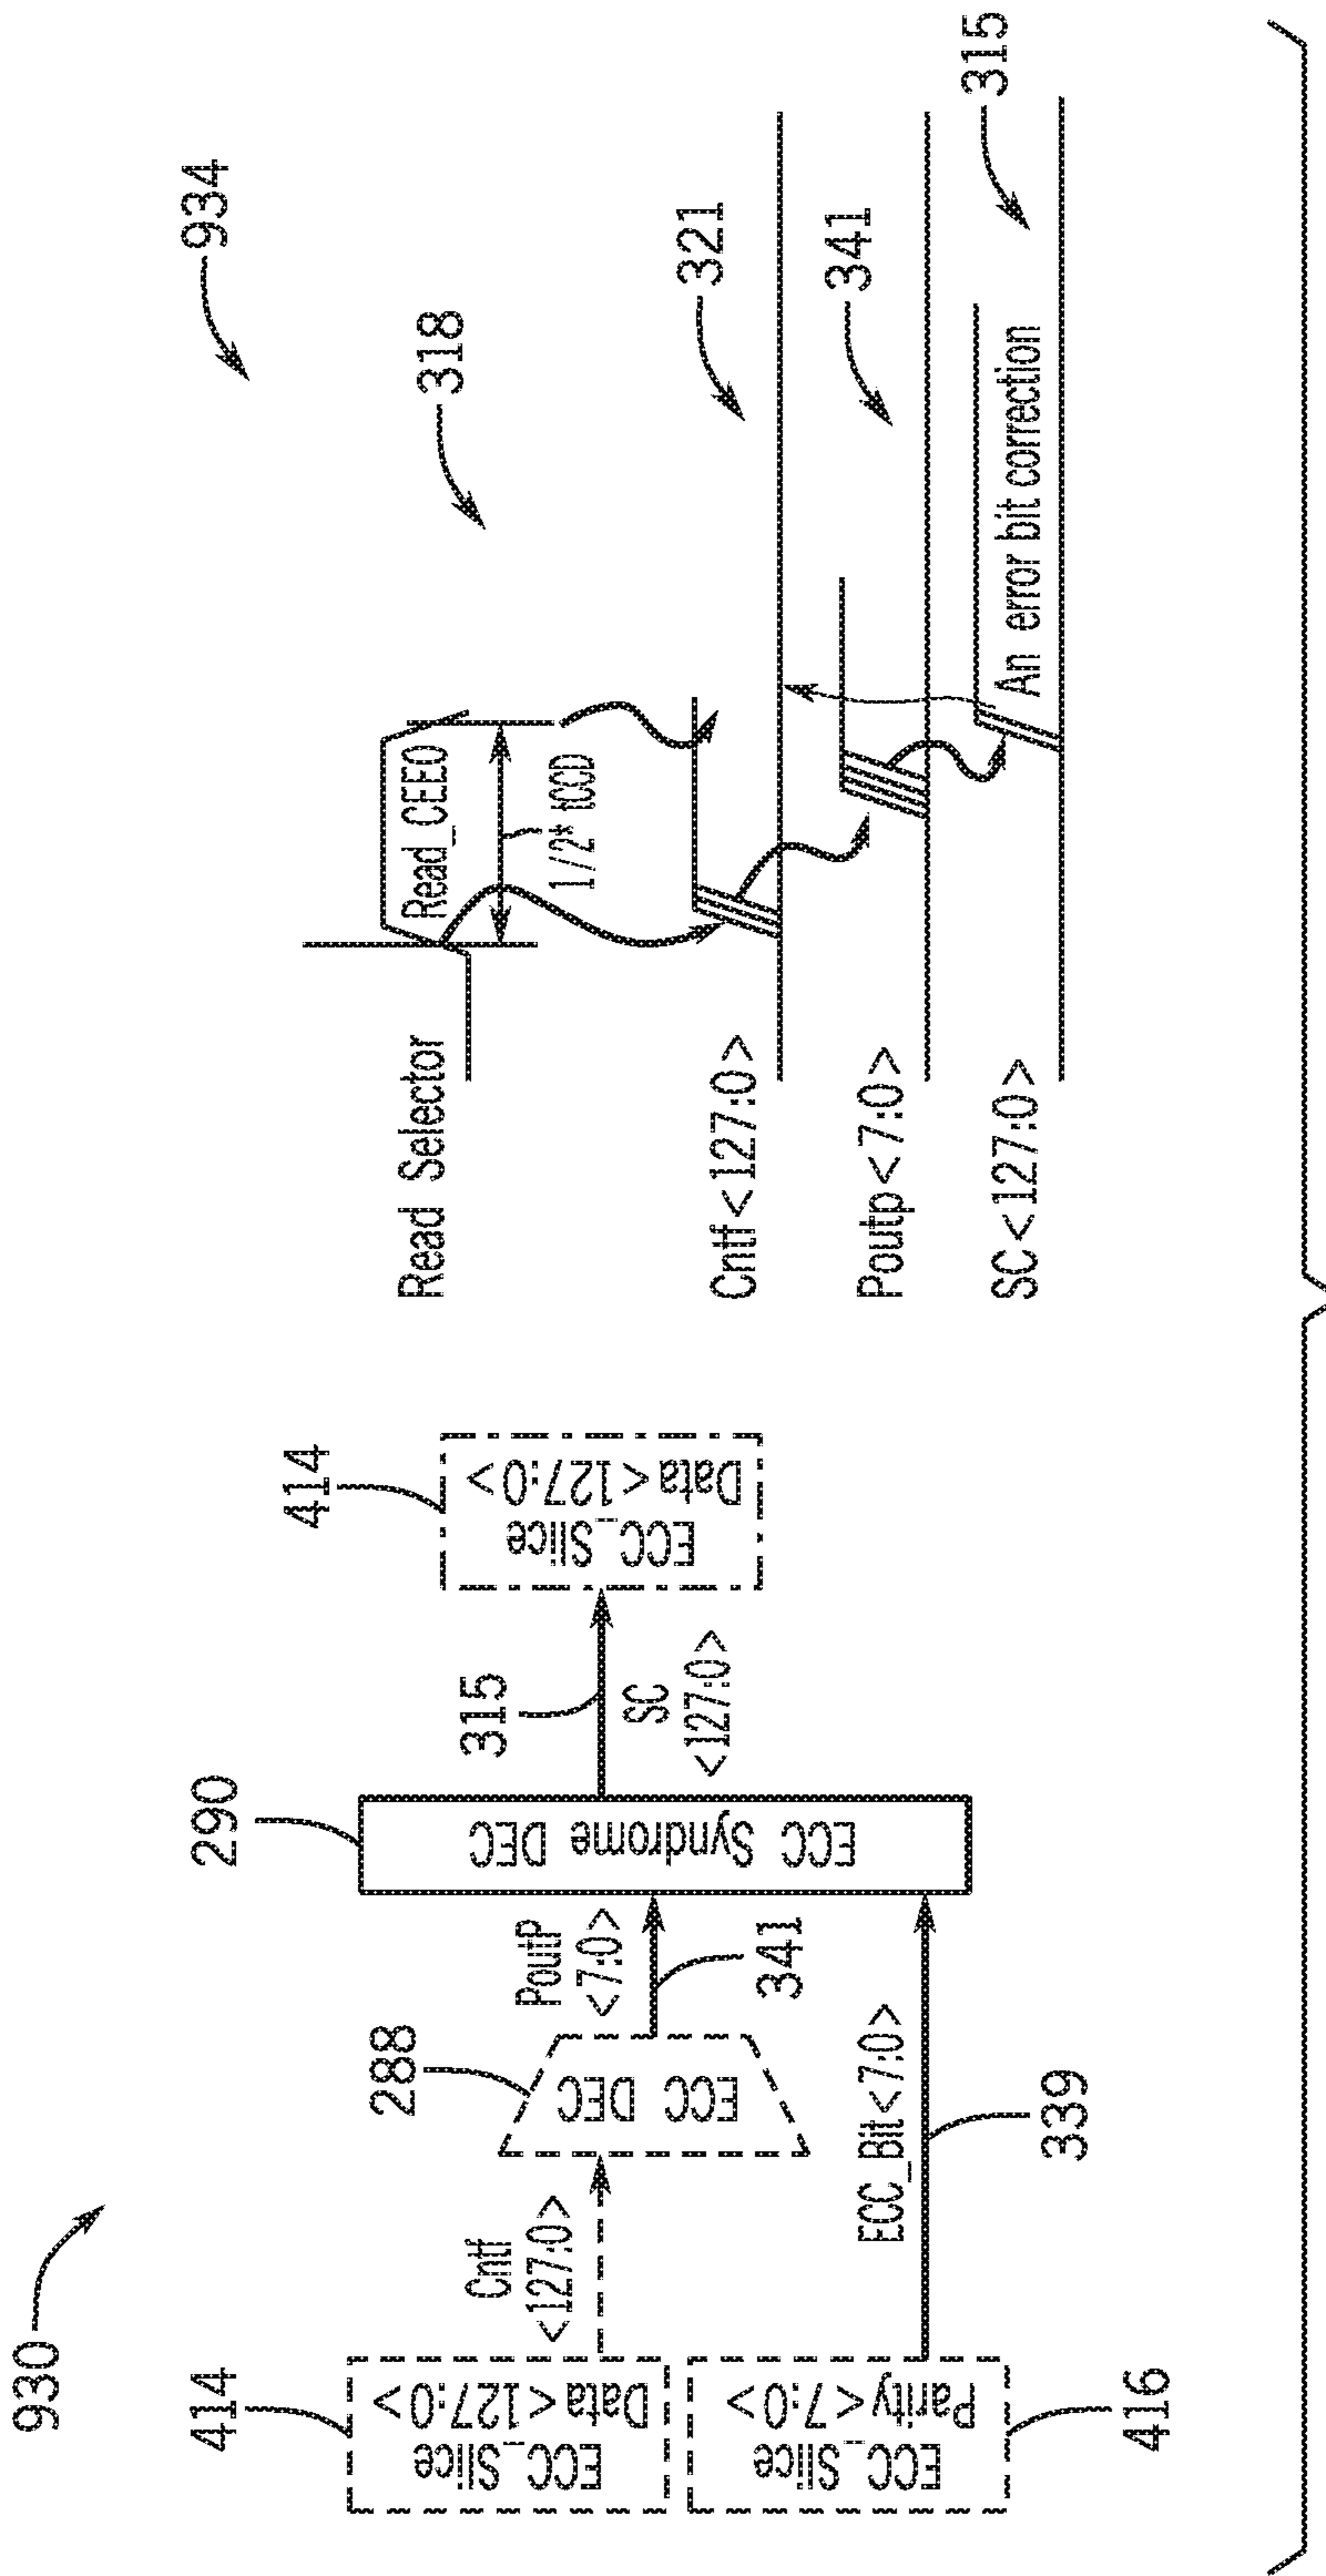 930
414
ECC_Slice
Data<127:0>
ECC_Slice
Parity<7:0>
416
Cntf
<127:0>
288
ECC DEC
PoutP
<7:0>
341
ECC_Bit<7:0>
339
290
ECC Syndrome DEC
315
SC
<127:0>
414
ECC_Slice
Data<127:0>
934
Read Selector
Read_CEE0
1/2* tCCD
318
Cntf<127:0>
321
Poutp<7:0>
341
SC<127:0>
An error bit correction
315